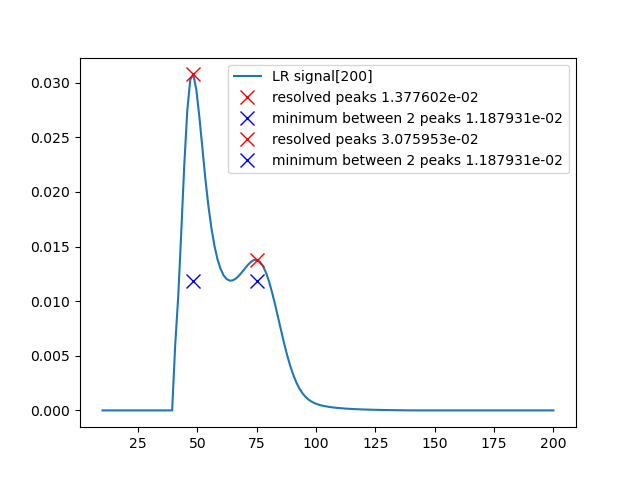 LR signal[200]
resolved peaks 1.377602e-02
minimum between 2 peaks 1.187931e-02
resolved peaks 3.075953e-02
minimum between 2 peaks 1.187931e-02
0.030
0.025
0.020
0.015
0.010
0.005
0.000
25 50 75 100 125 150 175 200